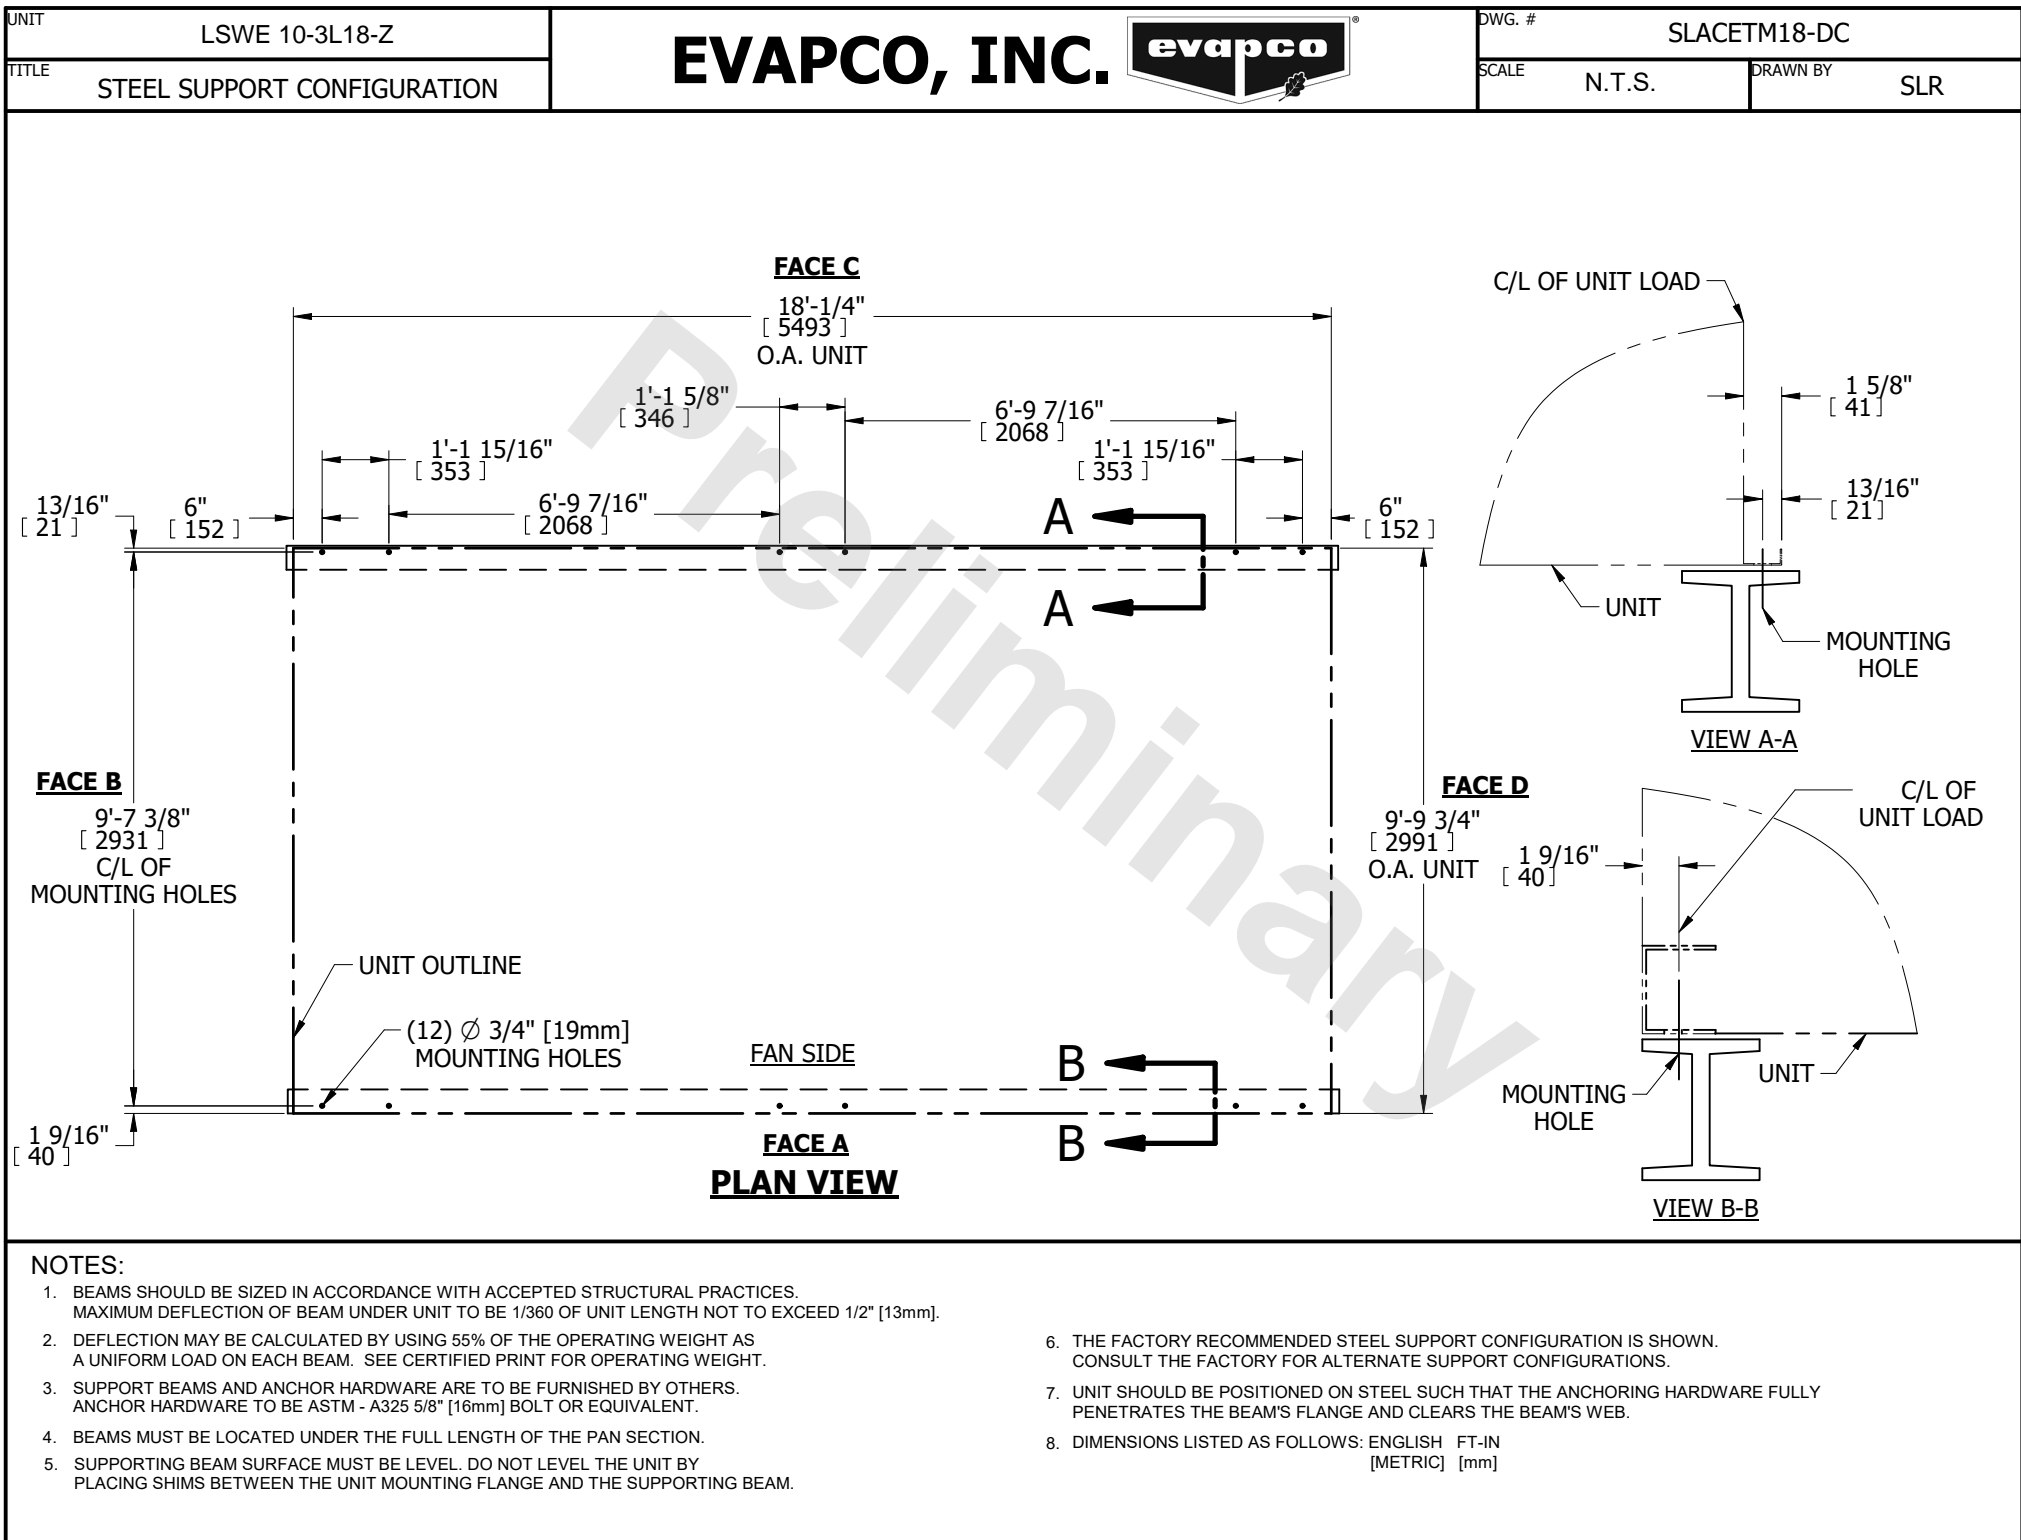 UNIT
LSWE 10-3L18-Z
TITLE
STEEL SUPPORT CONFIGURATION
EVAPCO, INC.
evapco
®
DWG. #
SLACETM18-DC
SCALE
N.T.S.
DRAWN BY
SLR
FACE C
18'-1/4"
[ 5493 ]
O.A. UNIT
1'-1 5/8"
[ 346 ]
6'-9 7/16"
[ 2068 ]
1'-1 15/16"
[ 353 ]
1'-1 15/16"
[ 353 ]
13/16"
[ 21 ]
6"
[ 152 ]
6'-9 7/16"
[ 2068 ]
6"
[ 152 ]
A
A
FACE B
9'-7 3/8"
[ 2931 ]
C/L OF
MOUNTING HOLES
FACE D
9'-9 3/4"
[ 2991 ]
O.A. UNIT
UNIT OUTLINE
(12) Ø 3/4" [19mm]
MOUNTING HOLES
FAN SIDE
B
B
1 9/16"
[ 40 ]
FACE A
PLAN VIEW
C/L OF UNIT LOAD
1 5/8"
[ 41 ]
13/16"
[ 21 ]
UNIT
MOUNTING
HOLE
VIEW A-A
C/L OF
UNIT LOAD
1 9/16"
[ 40 ]
UNIT
MOUNTING
HOLE
VIEW B-B
Preliminary
NOTES:
1. BEAMS SHOULD BE SIZED IN ACCORDANCE WITH ACCEPTED STRUCTURAL PRACTICES.
MAXIMUM DEFLECTION OF BEAM UNDER UNIT TO BE 1/360 OF UNIT LENGTH NOT TO EXCEED 1/2" [13mm].
2. DEFLECTION MAY BE CALCULATED BY USING 55% OF THE OPERATING WEIGHT AS
A UNIFORM LOAD ON EACH BEAM. SEE CERTIFIED PRINT FOR OPERATING WEIGHT.
3. SUPPORT BEAMS AND ANCHOR HARDWARE ARE TO BE FURNISHED BY OTHERS.
ANCHOR HARDWARE TO BE ASTM - A325 5/8" [16mm] BOLT OR EQUIVALENT.
4. BEAMS MUST BE LOCATED UNDER THE FULL LENGTH OF THE PAN SECTION.
5. SUPPORTING BEAM SURFACE MUST BE LEVEL. DO NOT LEVEL THE UNIT BY
PLACING SHIMS BETWEEN THE UNIT MOUNTING FLANGE AND THE SUPPORTING BEAM.
6. THE FACTORY RECOMMENDED STEEL SUPPORT CONFIGURATION IS SHOWN.
CONSULT THE FACTORY FOR ALTERNATE SUPPORT CONFIGURATIONS.
7. UNIT SHOULD BE POSITIONED ON STEEL SUCH THAT THE ANCHORING HARDWARE FULLY
PENETRATES THE BEAM'S FLANGE AND CLEARS THE BEAM'S WEB.
8. DIMENSIONS LISTED AS FOLLOWS: ENGLISH FT-IN
[METRIC] [mm]